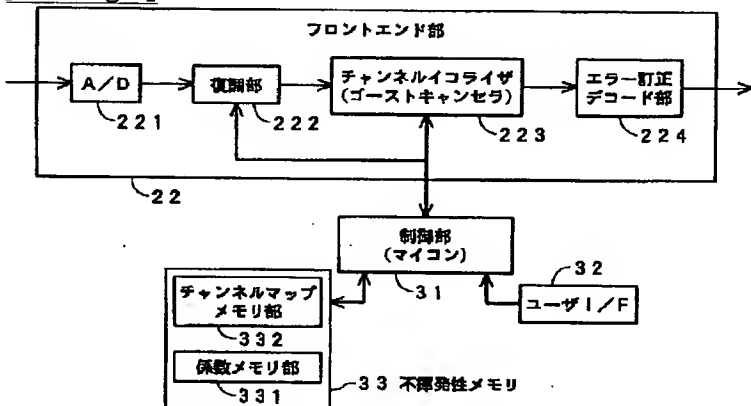 フロントエンド部
A/D
221
復調部
222
チャンネルイコライザ
(ゴーストキャンセラ)
223
エラー訂正
デコード部
224
22
制御部
(マイコン)
31
32
ユーザI/F
チャンネルマップ
メモリ部
332
係数メモリ部
331
33 不揮発性メモリ